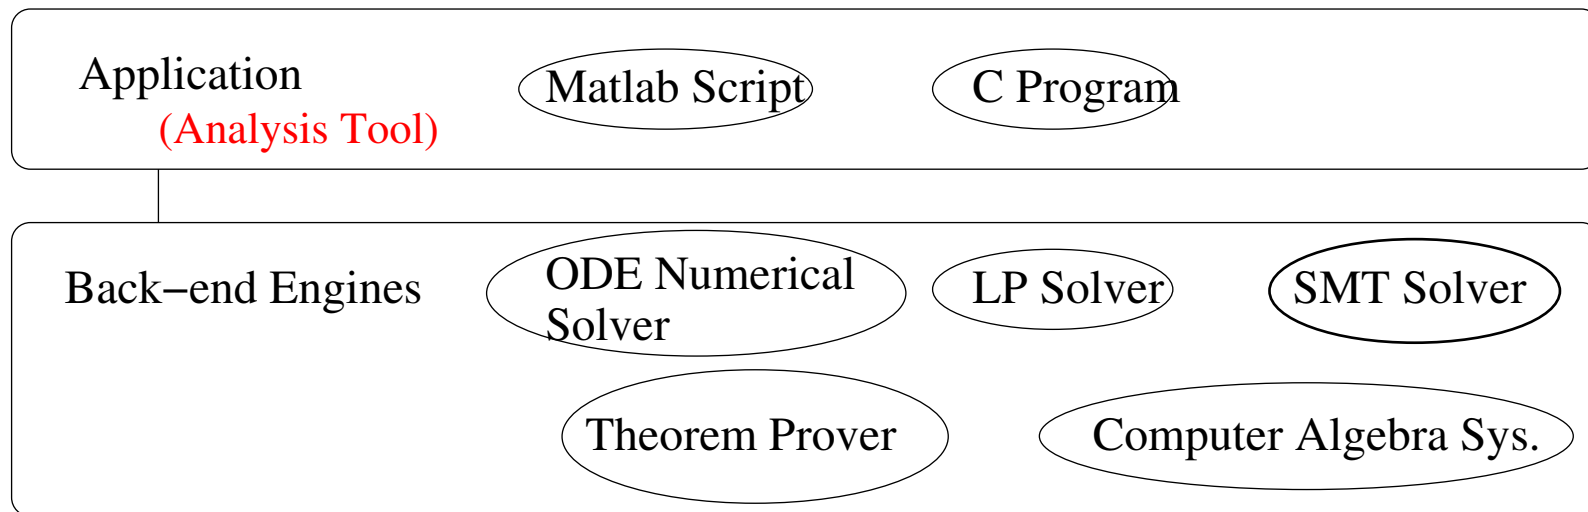 Application
(Analysis Tool)
Matlab Script
C Program
Back−end Engines
ODE Numerical
Solver
LP Solver
SMT Solver
Theorem Prover
Computer Algebra Sys.